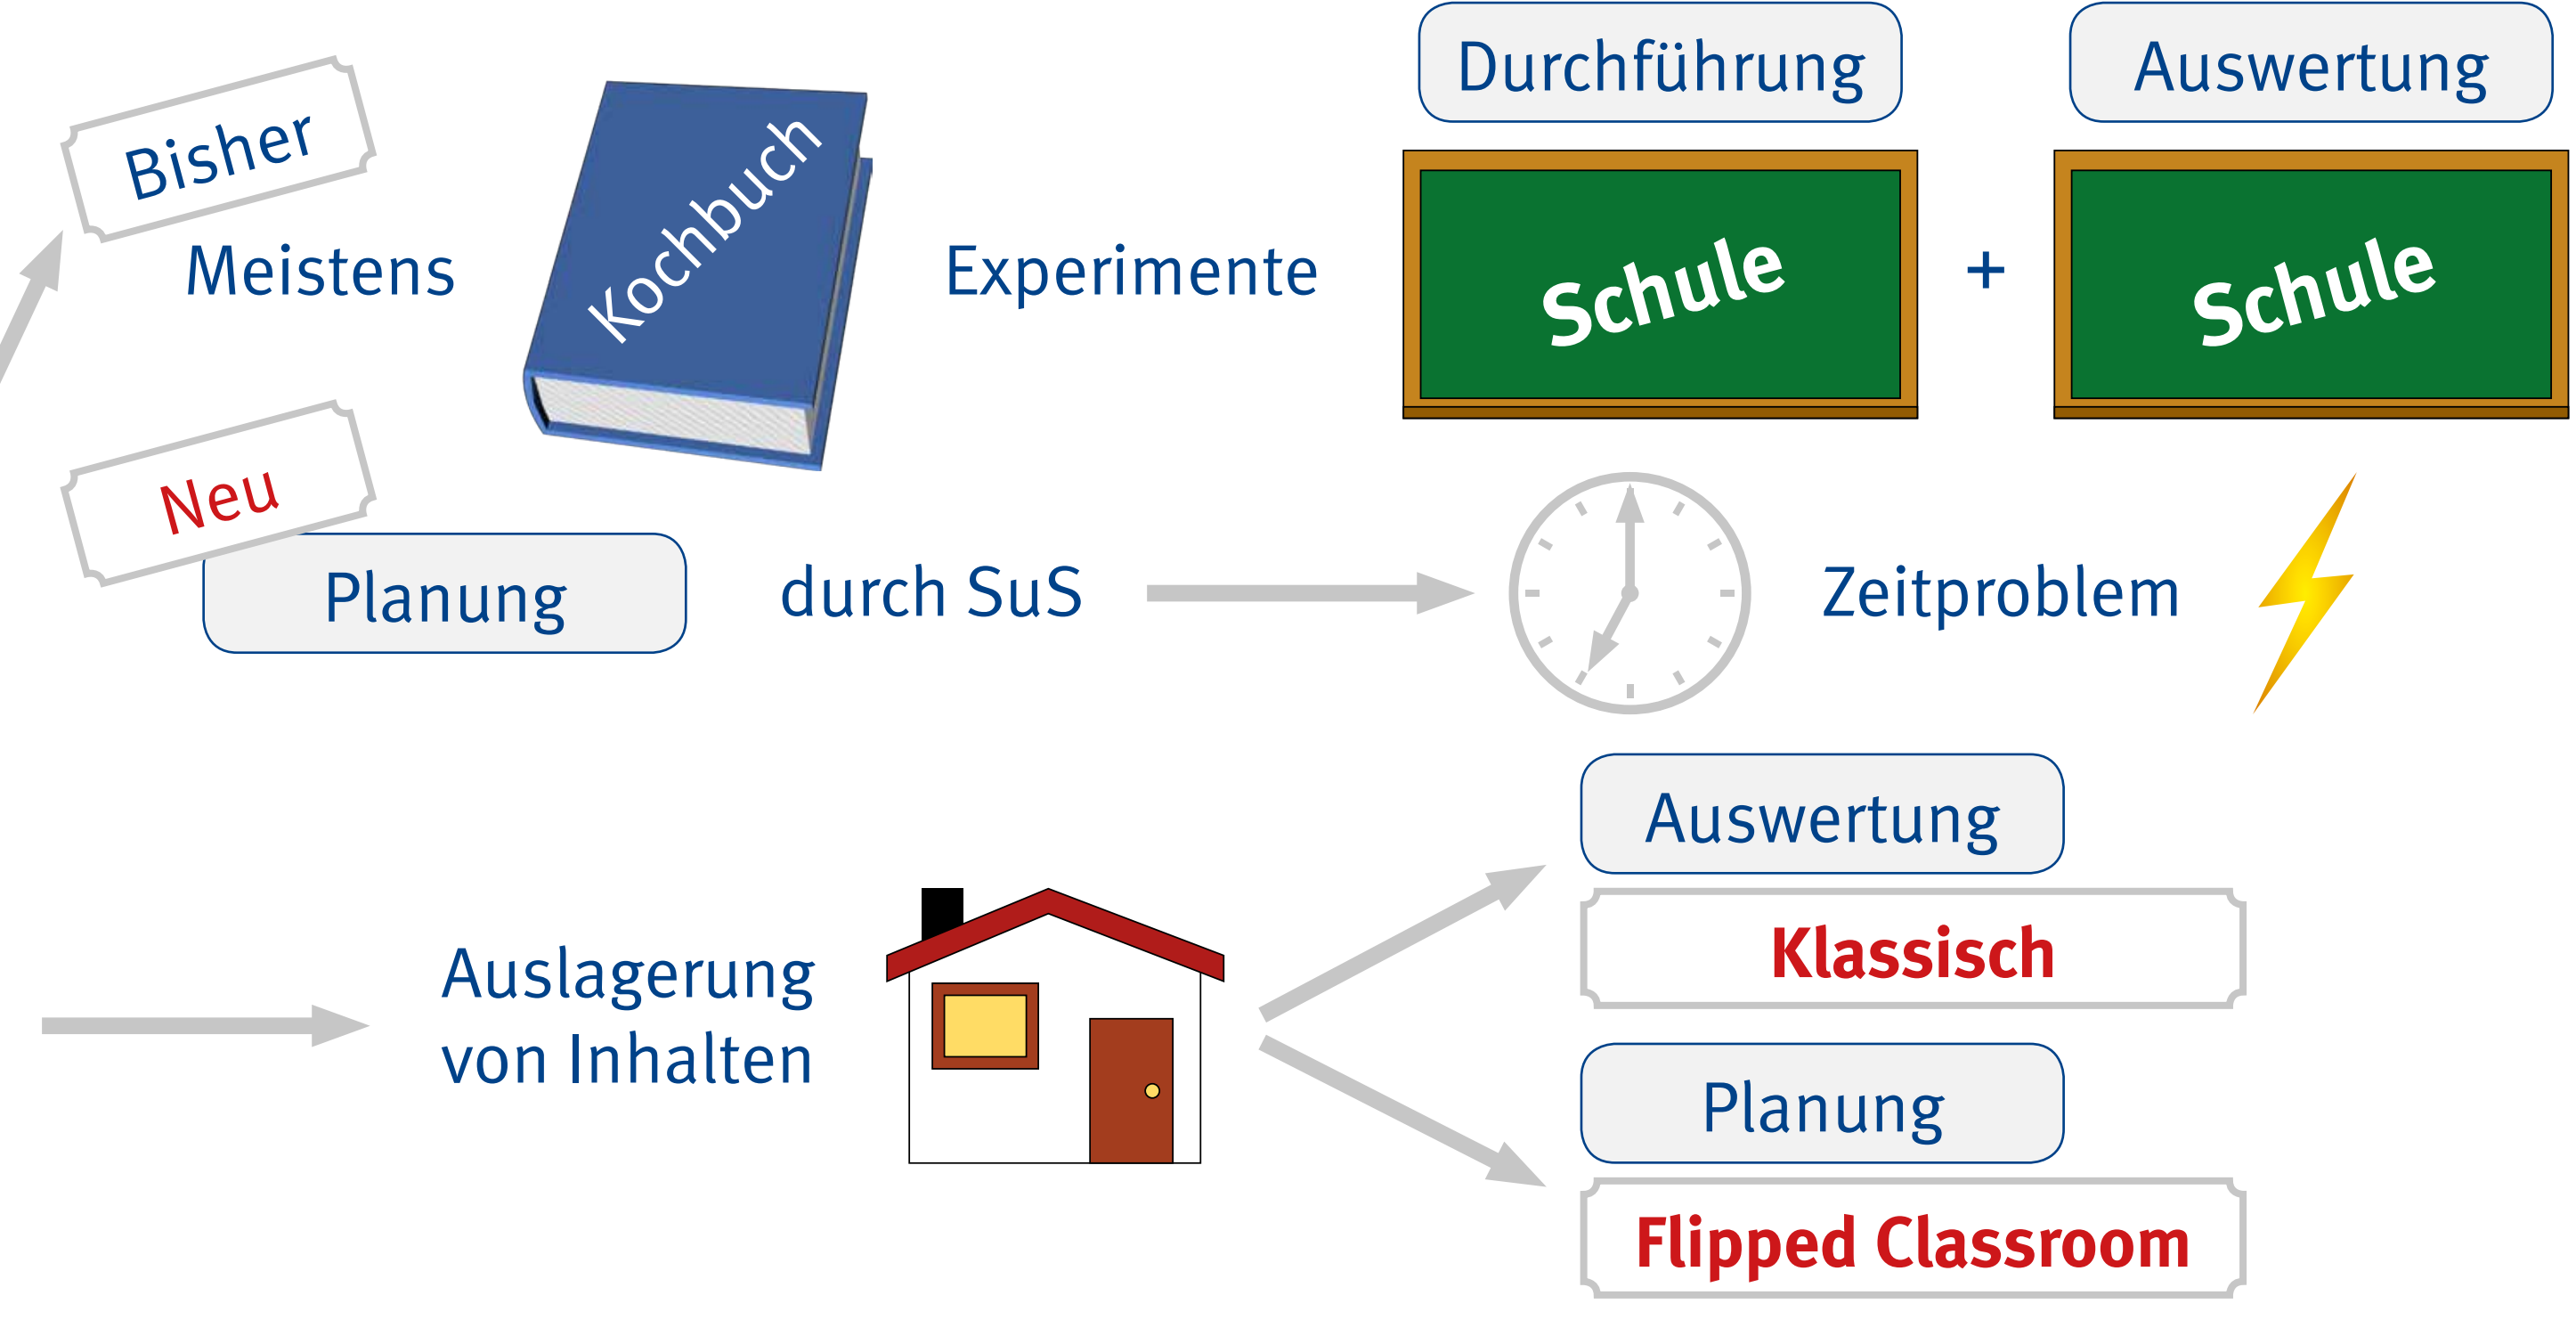 Bisher
Durchführung
Auswertung
Meistens
Kochbuch
Experimente
Schule
+
Schule
Neu
Planung
durch SuS
Zeitproblem
Auslagerung
von Inhalten
Auswertung
Klassisch
Planung
Flipped Classroom